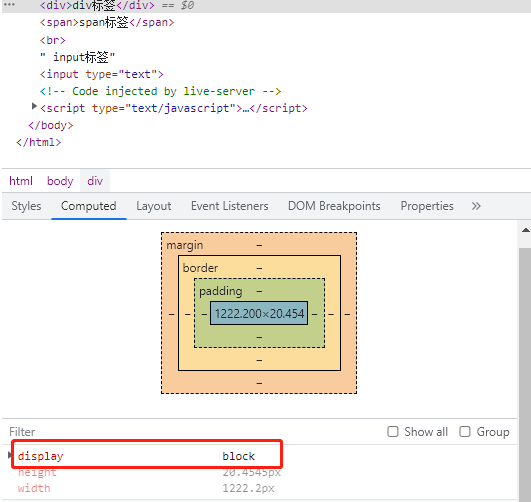 <div>div标签</div> == $0
<span>span标签</span>
<br>
" input标签"
<input type="text">
<!-- Code injected by live-server -->
<script type="text/javascript">…</script>
</body>
</html>
html body div
Styles Computed Layout Event Listeners DOM Breakpoints Properties »
margin –
border –
padding –
– – – 1222.200×20.454 – – –
–
–
–
Filter Show all Group
display block
height 20.4545px
width 1222.2px